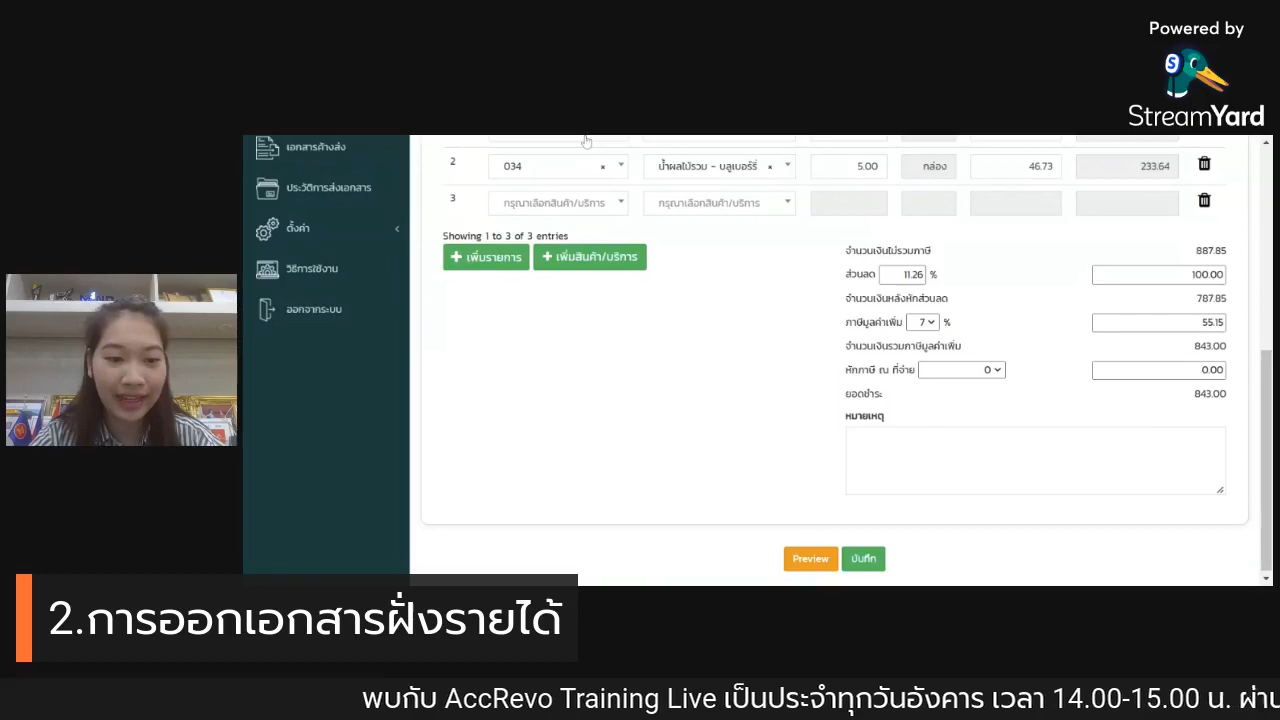 Powered by
StreamYard
เอกสารค้างส่ง
ประวัติการส่งเอกสาร
ตั้งค่า
วิธีการใช้งาน
ออกจากระบบ
2 034 × น้ำผลไม้รวม - บลูเบอร์รี่ × 5.00 กล่อง 46.73 233.64
3 กรุณาเลือกสินค้า/บริการ กรุณาเลือกสินค้า/บริการ
Showing 1 to 3 of 3 entries
+ เพิ่มรายการ + เพิ่มสินค้า/บริการ
จำนวนเงินไม่รวมภาษี 887.85
ส่วนลด 11.26 % 100.00
จำนวนเงินหลังหักส่วนลด 787.85
ภาษีมูลค่าเพิ่ม 7 % 55.15
จำนวนเงินรวมภาษีมูลค่าเพิ่ม 843.00
หักภาษี ณ ที่จ่าย 0 0.00
ยอดชำระ 843.00
หมายเหตุ
Preview บันทึก
2.การออกเอกสารฝั่งรายได้
พบกับ AccRevo Training Live เป็นประจำทุกวันอังคาร เวลา 14.00-15.00 น. ผ่าน